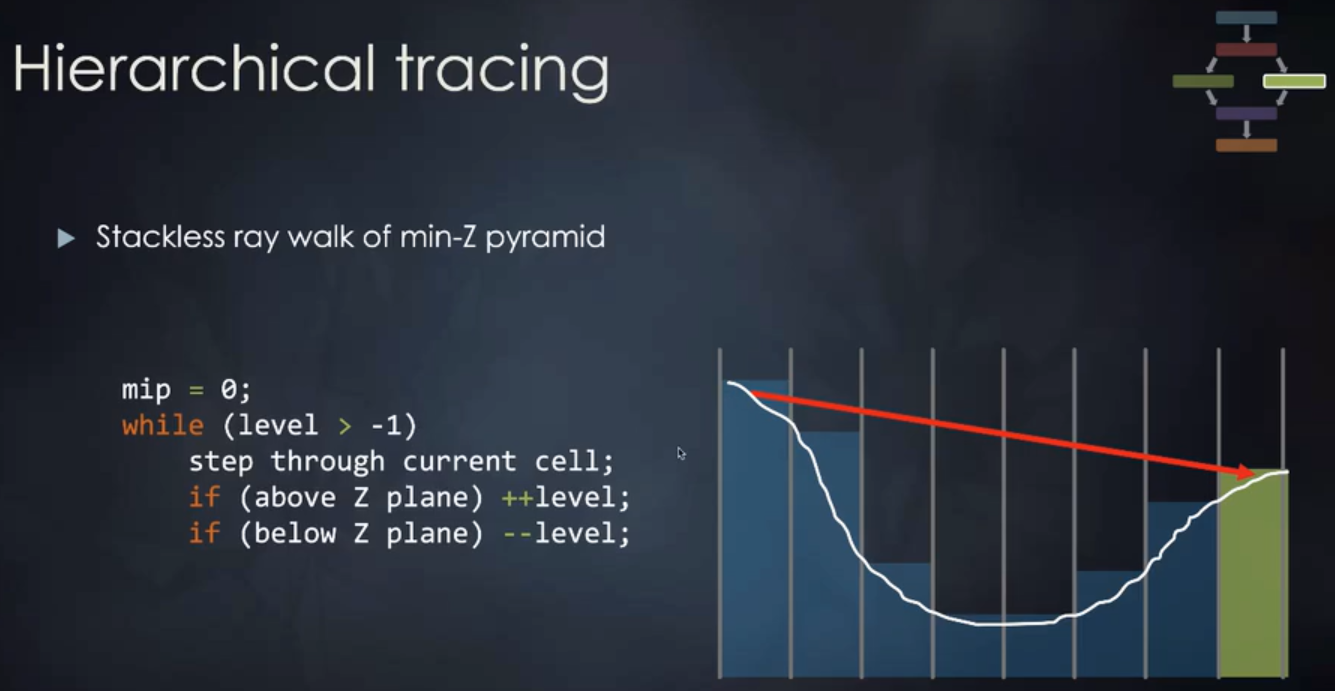 Hierarchical tracing
Stackless ray walk of min-Z pyramid
mip = 0;
while (level > -1)
step through current cell;
if (above Z plane) ++level;
if (below Z plane) --level;